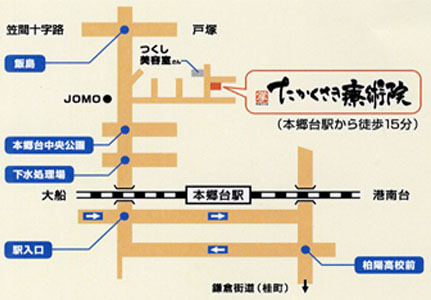 笠間十字路
戸塚
飯島
つくし
美容室さん
たかくさき療術院
(本郷台から徒歩15分)
JOMO
本郷台中央公園
下水処理場
大船
本郷台駅
港南台
駅入口
柏陽高校前
鎌倉街道(桂町)